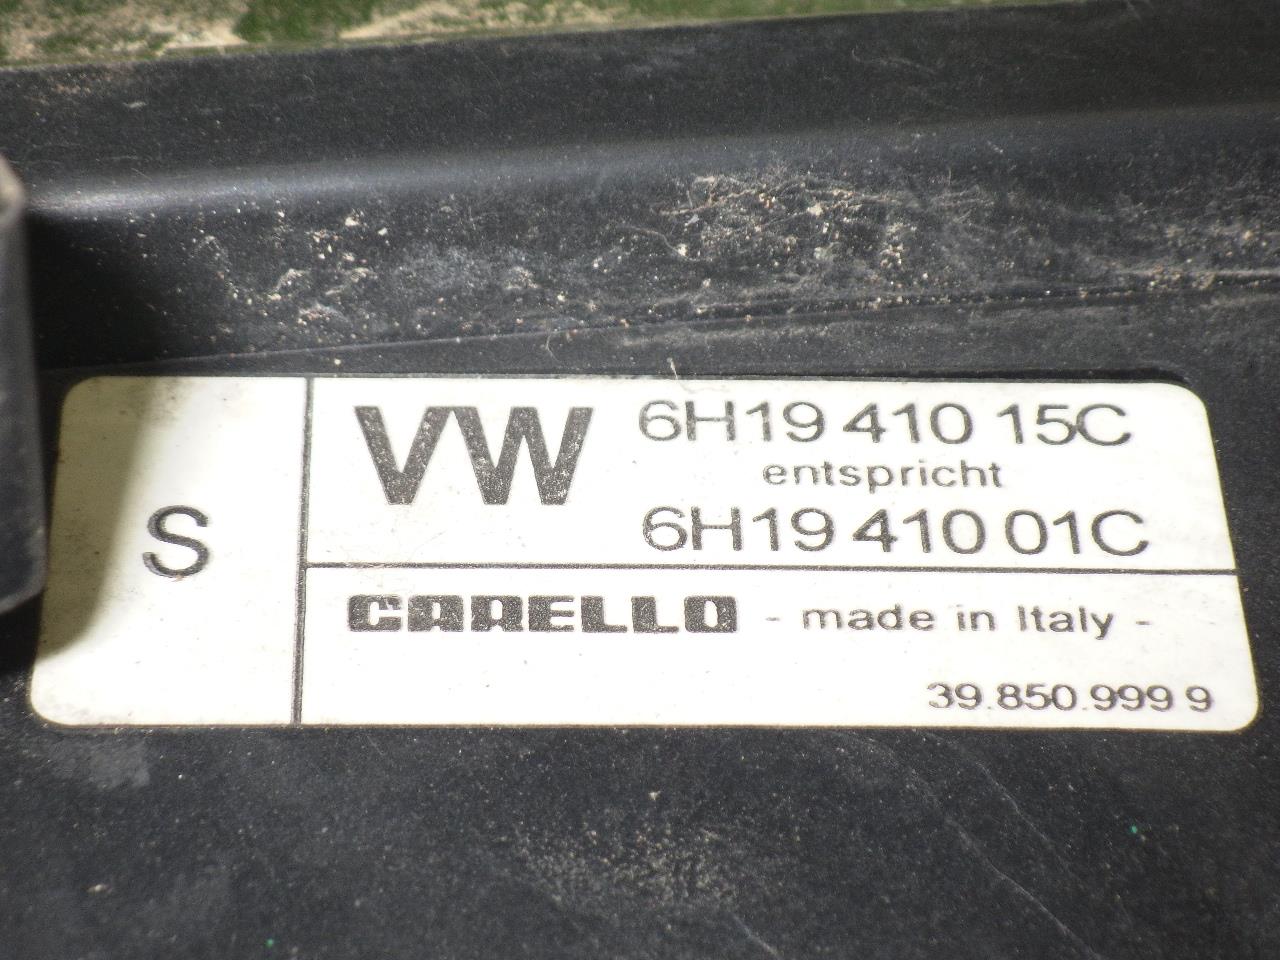 S
VW 6H19 410 15C
entspricht
6H19 410 01C
CARELLO - made in Italy -
39.850.999 9